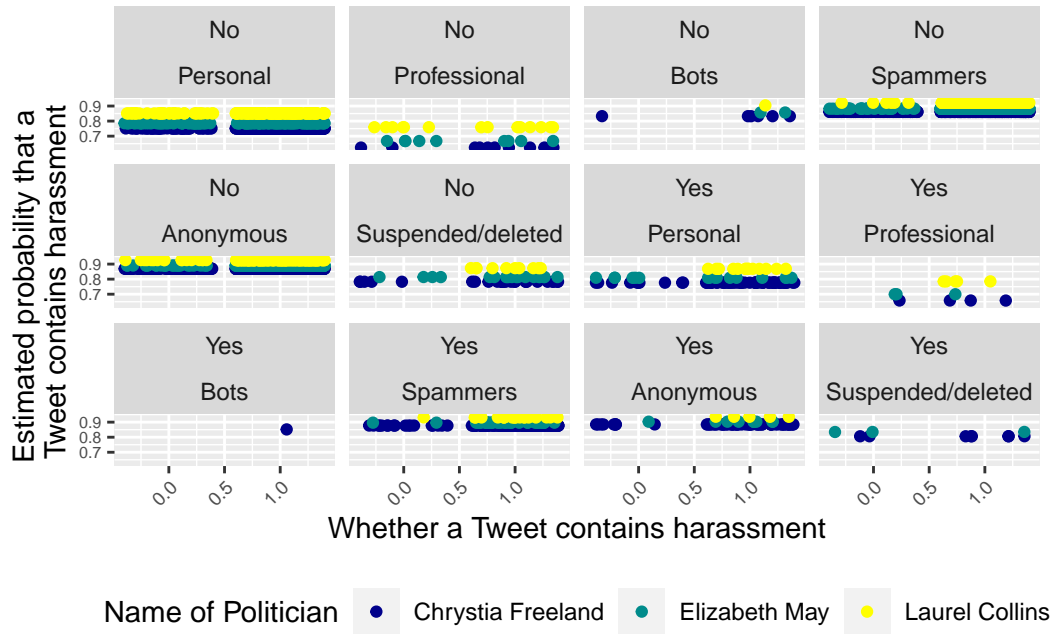 No No No No
Personal Professional Bots Spammers
0.9
0.8
0.7
No No Yes Yes
Anonymous Suspended/deleted Personal Professional
0.9
0.8
0.7
Yes Yes Yes Yes
Bots Spammers Anonymous Suspended/deleted
0.9
0.8
0.7
0.0 1.0 0.0 0.5 1.0 0.0 1.0 0.0 0.5 1.0
Estimated probability that a
Tweet contains harassment
Whether a Tweet contains harassment
Name of Politician Chrystia Freeland Elizabeth May Laurel Collins